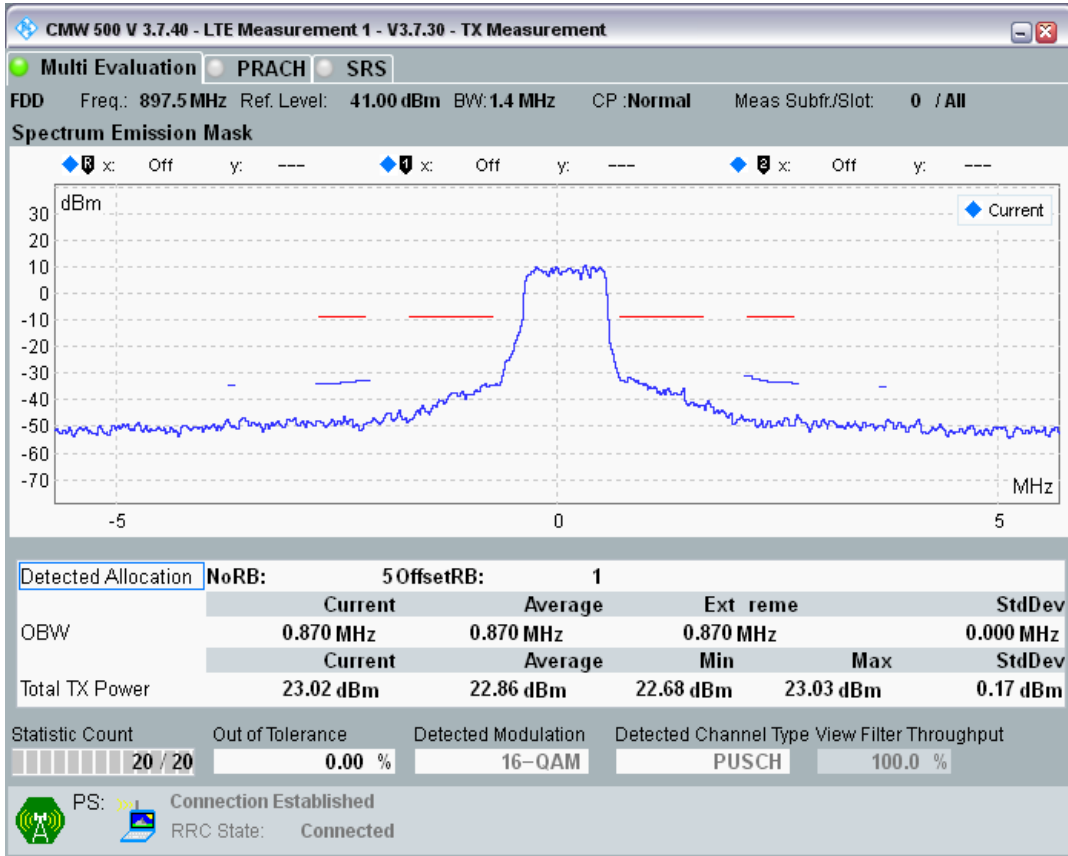 CMW 500 V 3.7.40 - LTE Measurement 1 - V3.7.30 - TX Measurement
Multi Evaluation PRACH SRS
FDD Freq.: 897.5 MHz Ref. Level: 41.00 dBm BW: 1.4 MHz CP :Normal Meas Subfr./Slot: 0 / All
Spectrum Emission Mask
R x: Off y: --- 1 x: Off y: --- 2 x: Off y: ---
dBm
Current
30
20
10
0
-10
-20
-30
-40
-50
-60
-70
MHz
-5 0 5
Detected Allocation NoRB: 5 OffsetRB: 1
Current Average Ext reme StdDev
OBW 0.870 MHz 0.870 MHz 0.870 MHz 0.000 MHz
Current Average Min Max StdDev
Total TX Power 23.02 dBm 22.86 dBm 22.68 dBm 23.03 dBm 0.17 dBm
Statistic Count Out of Tolerance Detected Modulation Detected Channel Type View Filter Throughput
20 / 20 0.00 % 16-QAM PUSCH 100.0 %
PS: Connection Established
RRC State: Connected